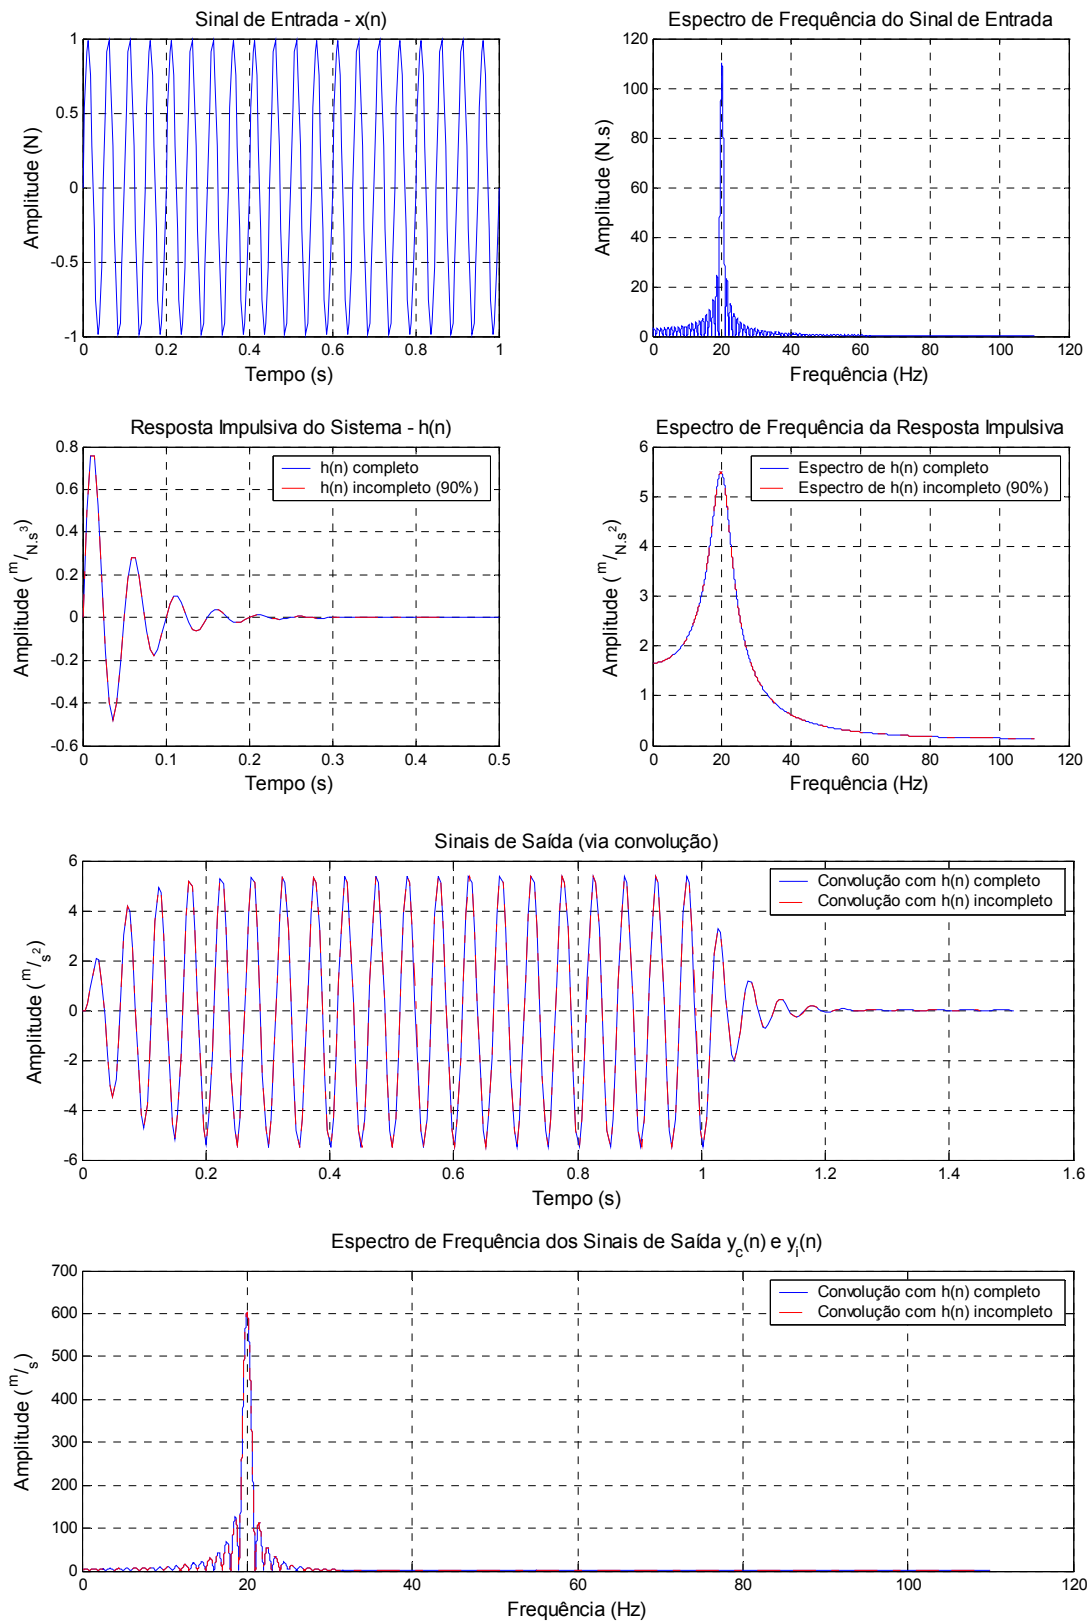 Sinal de Entrada - x(n)
1
0.5
0
-0.5
-1
Amplitude (N)
0 0.2 0.4 0.6 0.8 1
Tempo (s)
Espectro de Frequência do Sinal de Entrada
120
100
80
60
40
20
0
Amplitude (N.s)
0 20 40 60 80 100 120
Frequência (Hz)
Resposta Impulsiva do Sistema - h(n)
0.8
0.6
0.4
0.2
0
-0.2
-0.4
-0.6
Amplitude ( m/N.s³)
h(n) completo
h(n) incompleto (90%)
0 0.1 0.2 0.3 0.4 0.5
Tempo (s)
Espectro de Frequência da Resposta Impulsiva
6
5
4
3
2
1
0
Amplitude ( m/N.s²)
Espectro de h(n) completo
Espectro de h(n) incompleto (90%)
0 20 40 60 80 100 120
Frequência (Hz)
Sinais de Saída (via convolução)
6
4
2
0
-2
-4
-6
Amplitude ( m/s²)
Convolução com h(n) completo
Convolução com h(n) incompleto
0 0.2 0.4 0.6 0.8 1 1.2 1.4 1.6
Tempo (s)
Espectro de Frequência dos Sinais de Saída yc(n) e yi(n)
700
600
500
400
300
200
100
0
Amplitude ( m/s)
Convolução com h(n) completo
Convolução com h(n) incompleto
0 20 40 60 80 100 120
Frequência (Hz)